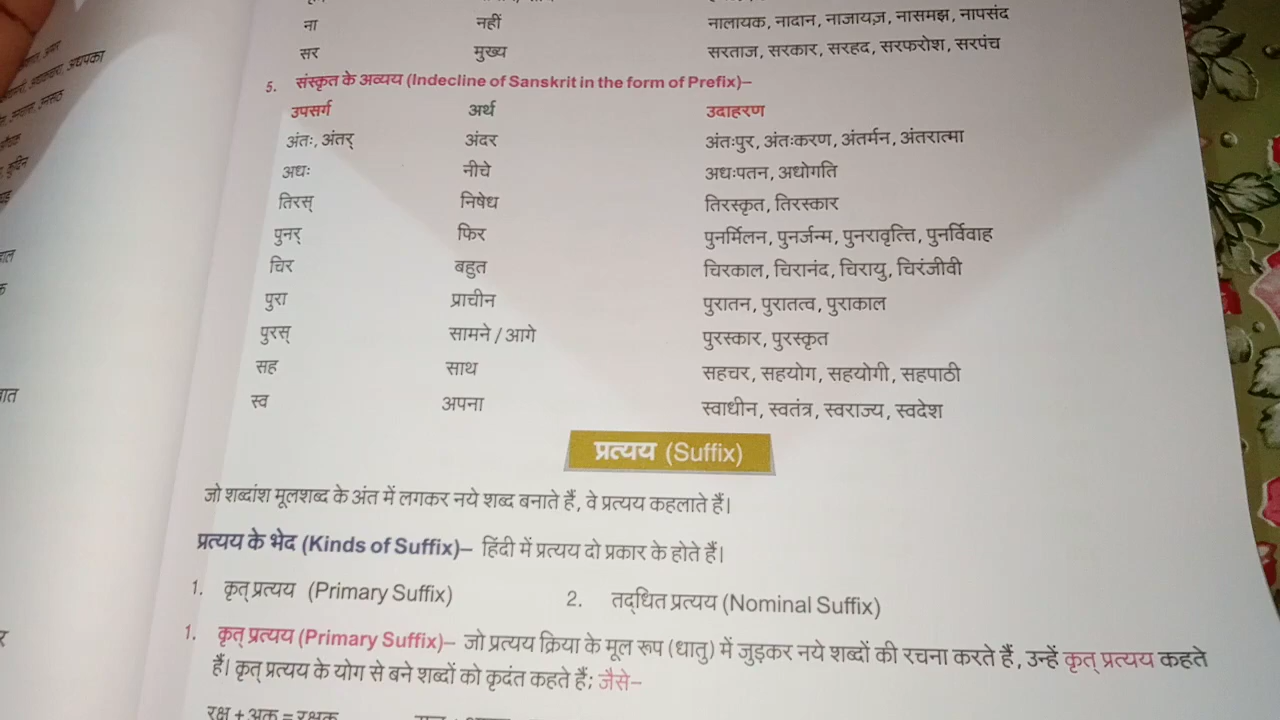 ना नहीं नालायक, नादान, नाजायज़, नासमझ, नापसंद
सर मुख्य सरताज, सरकार, सरहद, सरफरोश, सरपंच
5. संस्कृत के अव्यय (Indecline of Sanskrit in the form of Prefix)–
उपसर्ग अर्थ उदाहरण
अंतः, अंतर् अंदर अंतःपुर, अंतःकरण, अंतर्मन, अंतरात्मा
अधः नीचे अधःपतन, अधोगति
तिरस् निषेध तिरस्कृत, तिरस्कार
पुनर् फिर पुनर्मिलन, पुनर्जन्म, पुनरावृत्ति, पुनर्विवाह
चिर बहुत चिरकाल, चिरानंद, चिरायु, चिरंजीवी
पुरा प्राचीन पुरातन, पुरातत्व, पुराकाल
पुरस् सामने / आगे पुरस्कार, पुरस्कृत
सह साथ सहचर, सहयोग, सहयोगी, सहपाठी
स्व अपना स्वाधीन, स्वतंत्र, स्वराज्य, स्वदेश
प्रत्यय (Suffix)
जो शब्दांश मूलशब्द के अंत में लगकर नये शब्द बनाते हैं, वे प्रत्यय कहलाते हैं।
प्रत्यय के भेद (Kinds of Suffix)– हिंदी में प्रत्यय दो प्रकार के होते हैं।
1. कृत् प्रत्यय (Primary Suffix) 2. तद्‌धित प्रत्यय (Nominal Suffix)
1. कृत् प्रत्यय (Primary Suffix)– जो प्रत्यय क्रिया के मूल रूप (धातु) में जुड़कर नये शब्दों की रचना करते हैं, उन्हें कृत् प्रत्यय कहते
हैं। कृत् प्रत्यय के योग से बने शब्दों को कृदंत कहते हैं; जैसे–
रक्ष + अक = रक्षक
अधपका